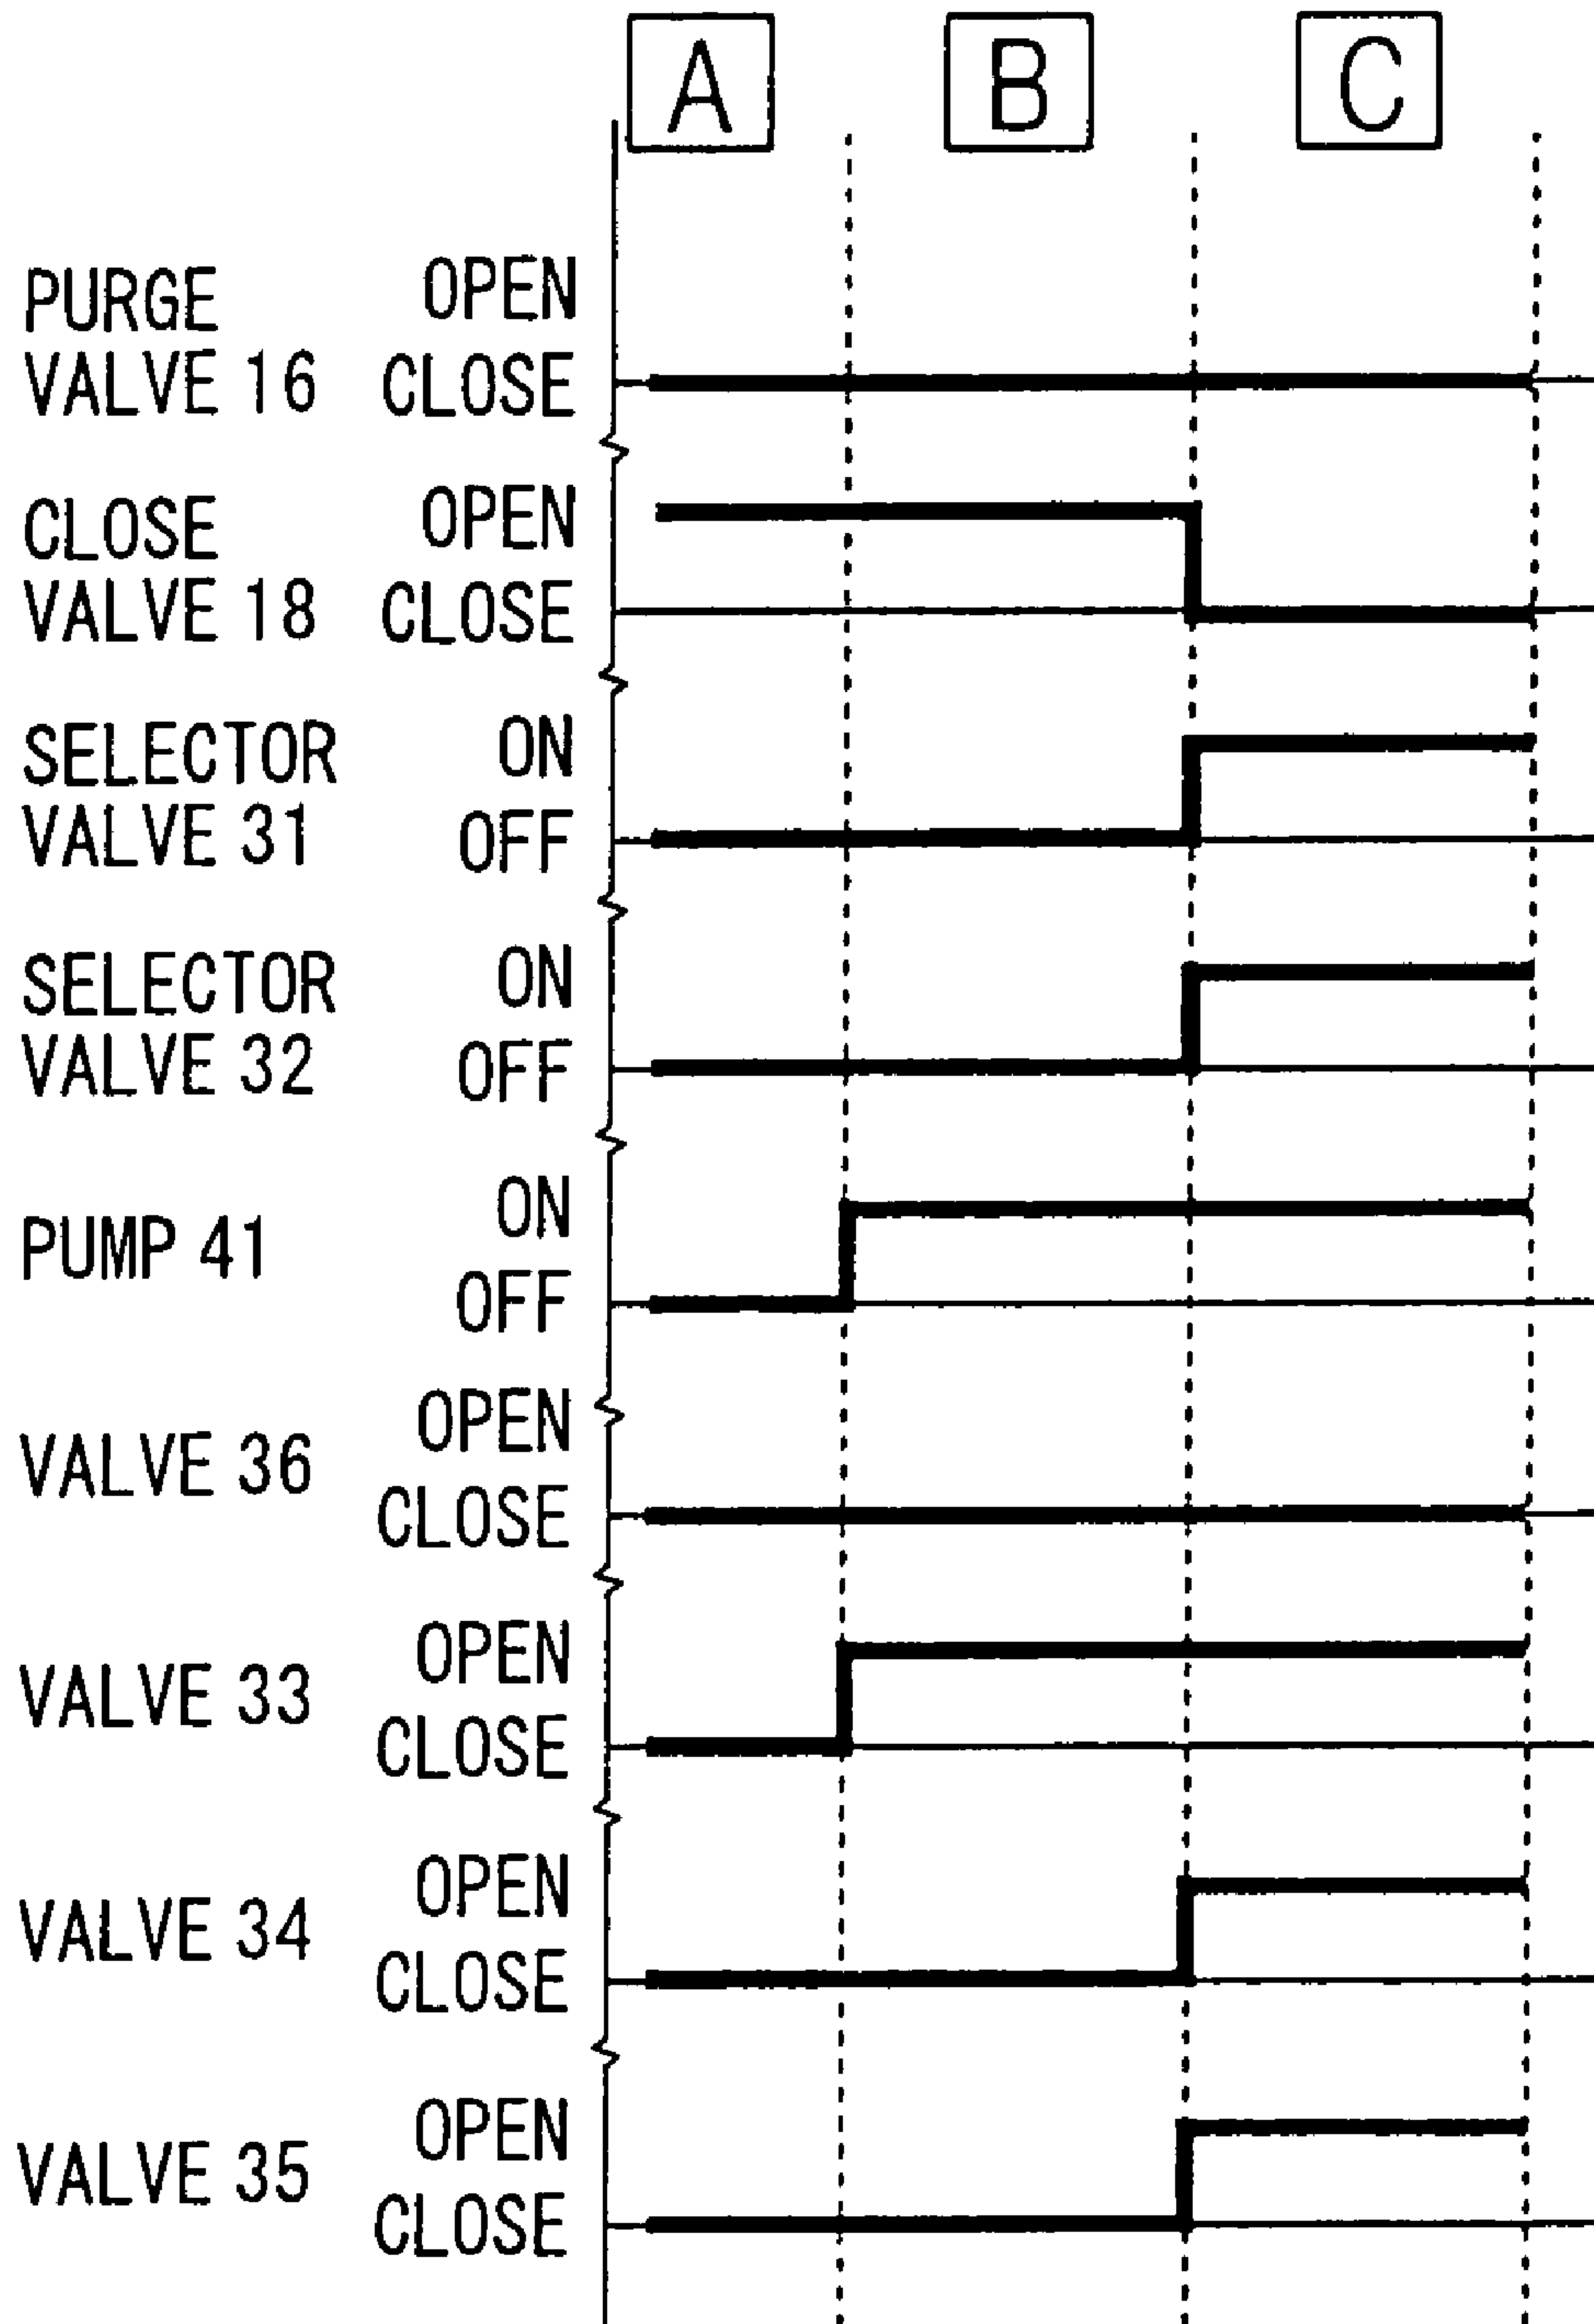 A B C
PURGE OPEN
VALVE 16 CLOSE
CLOSE OPEN
VALVE 18 CLOSE
SELECTOR ON
VALVE 31 OFF
SELECTOR ON
VALVE 32 OFF
ON
PUMP 41
OFF
OPEN
VALVE 36
CLOSE
OPEN
VALVE 33
CLOSE
OPEN
VALVE 34
CLOSE
OPEN
VALVE 35
CLOSE